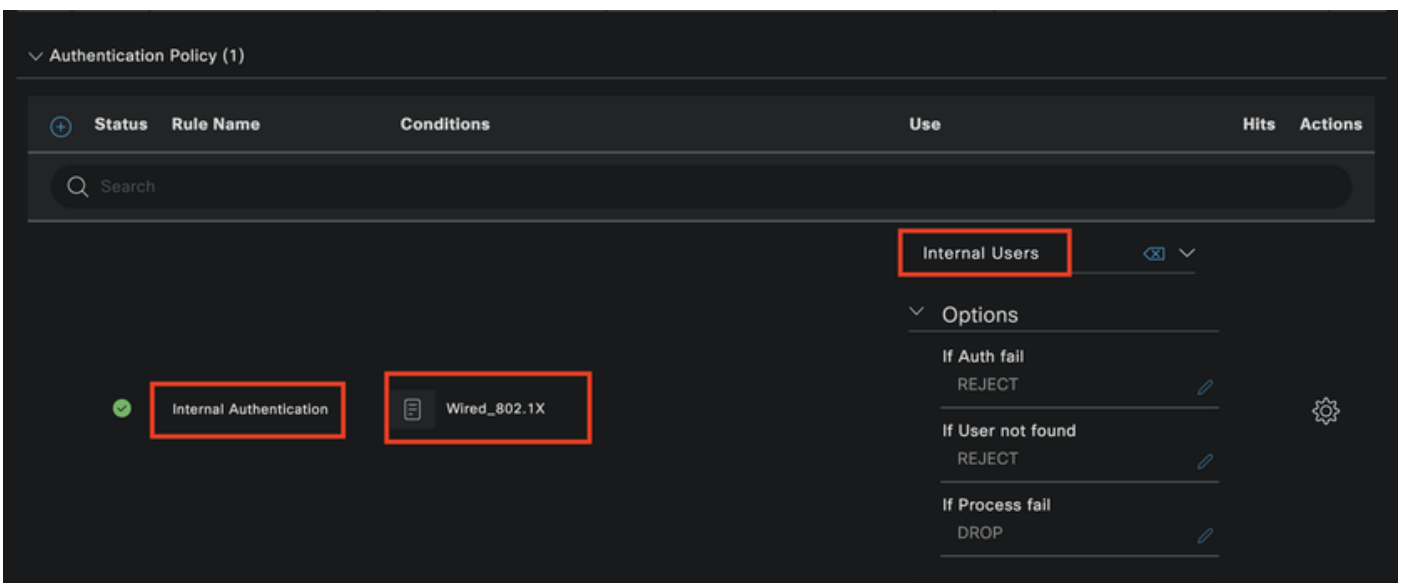 Authentication Policy (1)
Status Rule Name Conditions Use Hits Actions
Search
Internal Users
Options
If Auth fail
REJECT
Internal Authentication Wired_802.1X
If User not found
REJECT
If Process fail
DROP